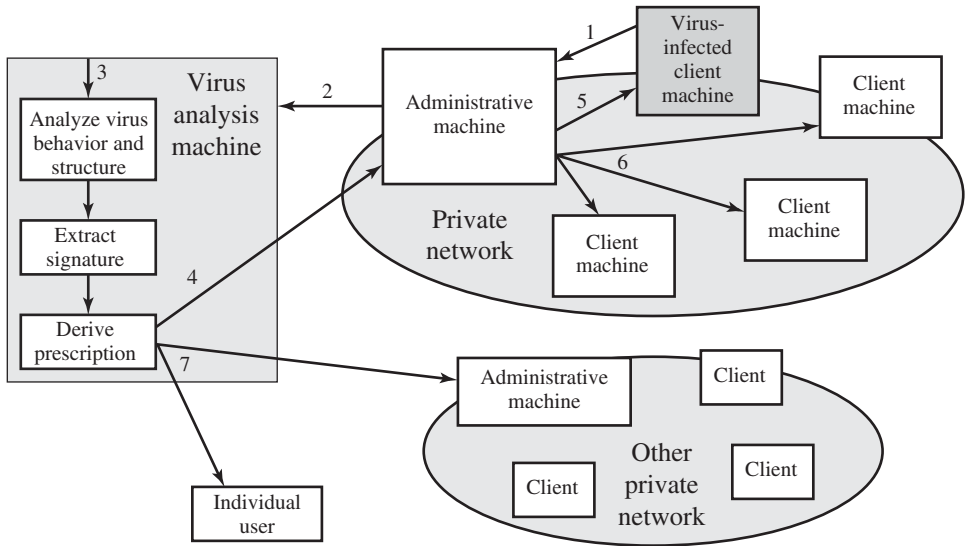 3
Analyze virus
behavior and
structure
Extract
signature
Derive
prescription
Virus
analysis
machine
2
4
7
1
Administrative
machine
Virus-
infected
client
machine
5
6
Client
machine
Client
machine
Client
machine
Private
network
Administrative
machine
Client
Client
Client
Other
private
network
Individual
user